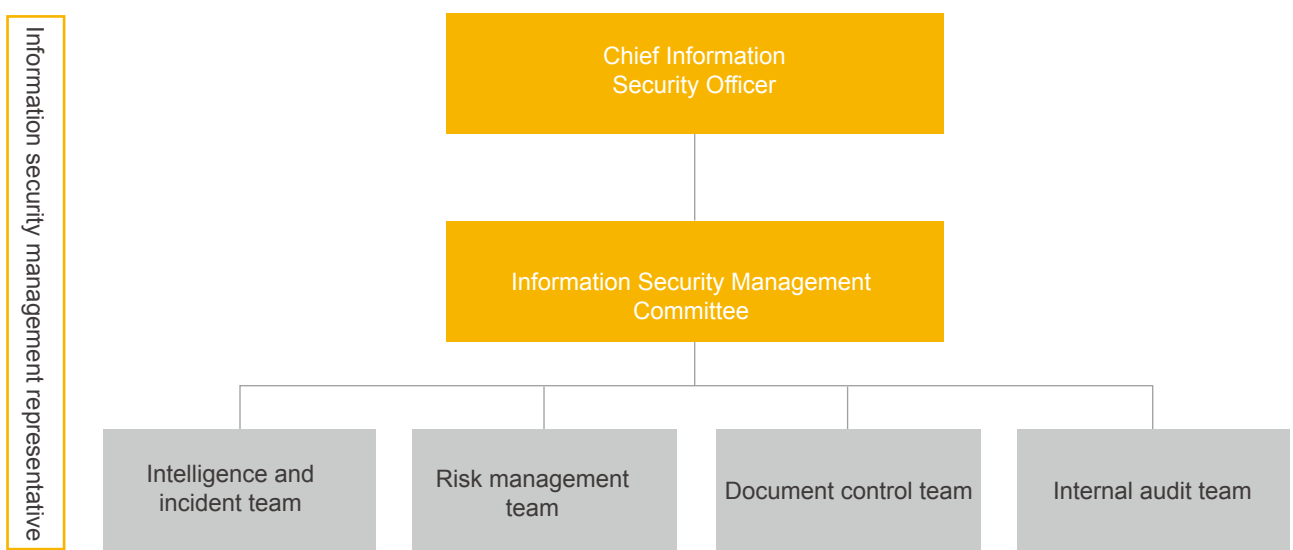 Information security management representative
Chief Information
Security Officer
Information Security Management
Committee
Intelligence and
incident team
Risk management
team
Document control team
Internal audit team